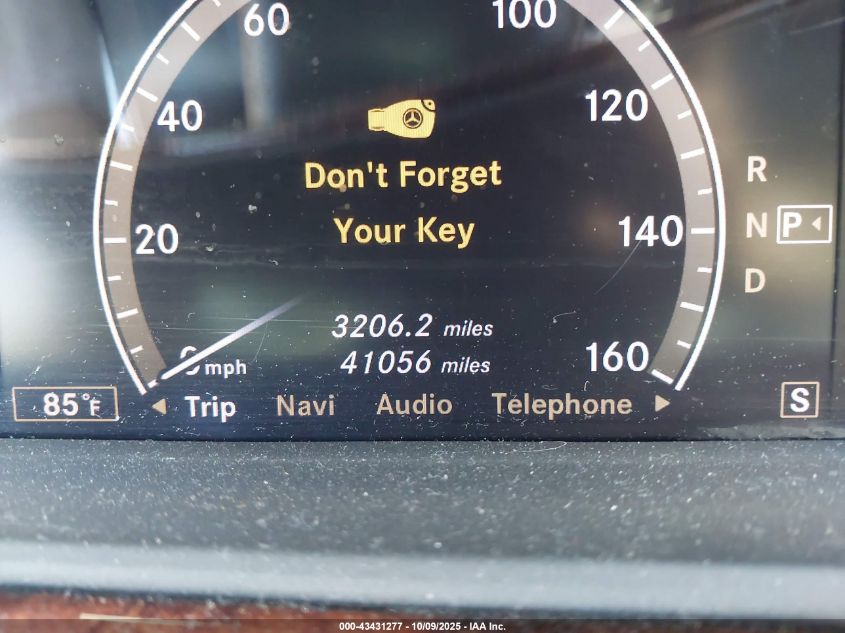 60
100
40
120
Don't Forget
R
Your Key
20
140
N P
D
3206.2 miles
0 mph
41056 miles
160
85°F
Trip Navi Audio Telephone
S
000-43431277 - 10/09/2025 - IAA Inc.